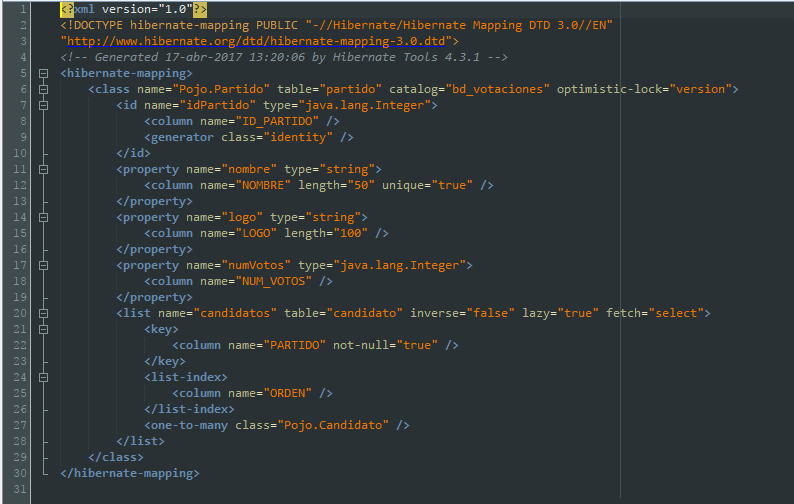 1 <?xml version="1.0"?>
2 <!DOCTYPE hibernate-mapping PUBLIC "-//Hibernate/Hibernate Mapping DTD 3.0//EN"
3 "http://www.hibernate.org/dtd/hibernate-mapping-3.0.dtd">
4 <!-- Generated 17-abr-2017 13:20:06 by Hibernate Tools 4.3.1 -->
5 <hibernate-mapping>
6     <class name="Pojo.Partido" table="partido" catalog="bd_votaciones" optimistic-lock="version">
7         <id name="idPartido" type="java.lang.Integer">
8             <column name="ID_PARTIDO" />
9             <generator class="identity" />
10         </id>
11         <property name="nombre" type="string">
12             <column name="NOMBRE" length="50" unique="true" />
13         </property>
14         <property name="logo" type="string">
15             <column name="LOGO" length="100" />
16         </property>
17         <property name="numVotos" type="java.lang.Integer">
18             <column name="NUM_VOTOS" />
19         </property>
20         <list name="candidatos" table="candidato" inverse="false" lazy="true" fetch="select">
21             <key>
22                 <column name="PARTIDO" not-null="true" />
23             </key>
24             <list-index>
25                 <column name="ORDEN" />
26             </list-index>
27             <one-to-many class="Pojo.Candidato" />
28         </list>
29     </class>
30 </hibernate-mapping>
31